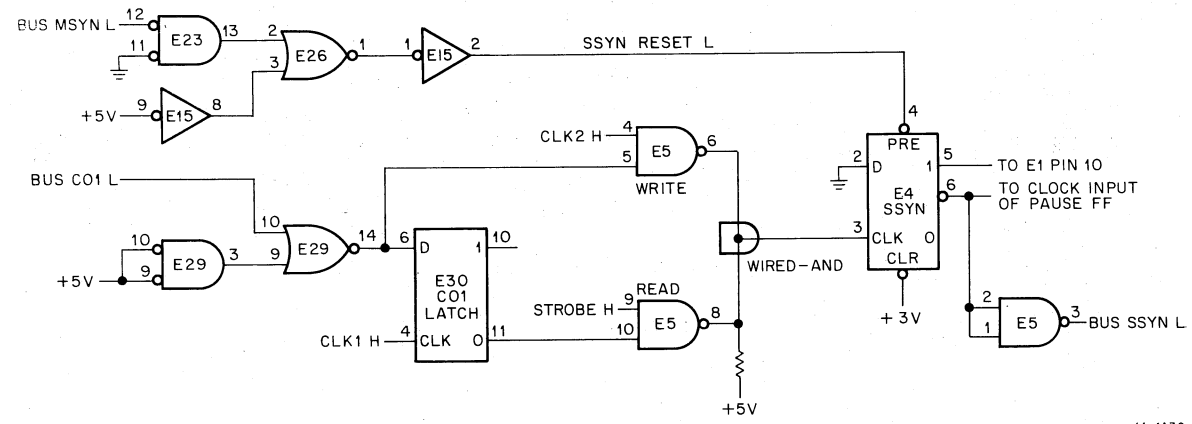 BUS MSYN L
12
11
E23
13
2
3
E26
1
1
E15
2
SSYN RESET L
+5V
9
E15
8
4
PRE
2
D
1
5
TO E1 PIN 10
E4
SSYN
6
TO CLOCK INPUT
OF PAUSE FF
3
CLK
0
CLR
+3V
CLK2 H
4
5
E5
6
WRITE
BUS CO1 L
10
9
E29
14
+5V
10
9
E29
3
6
D
1
10
E30
CO1
LATCH
CLK1 H
4
CLK
0
11
WIRED-AND
READ
STROBE H
9
10
E5
8
+5V
2
1
E5
3
BUS SSYN L